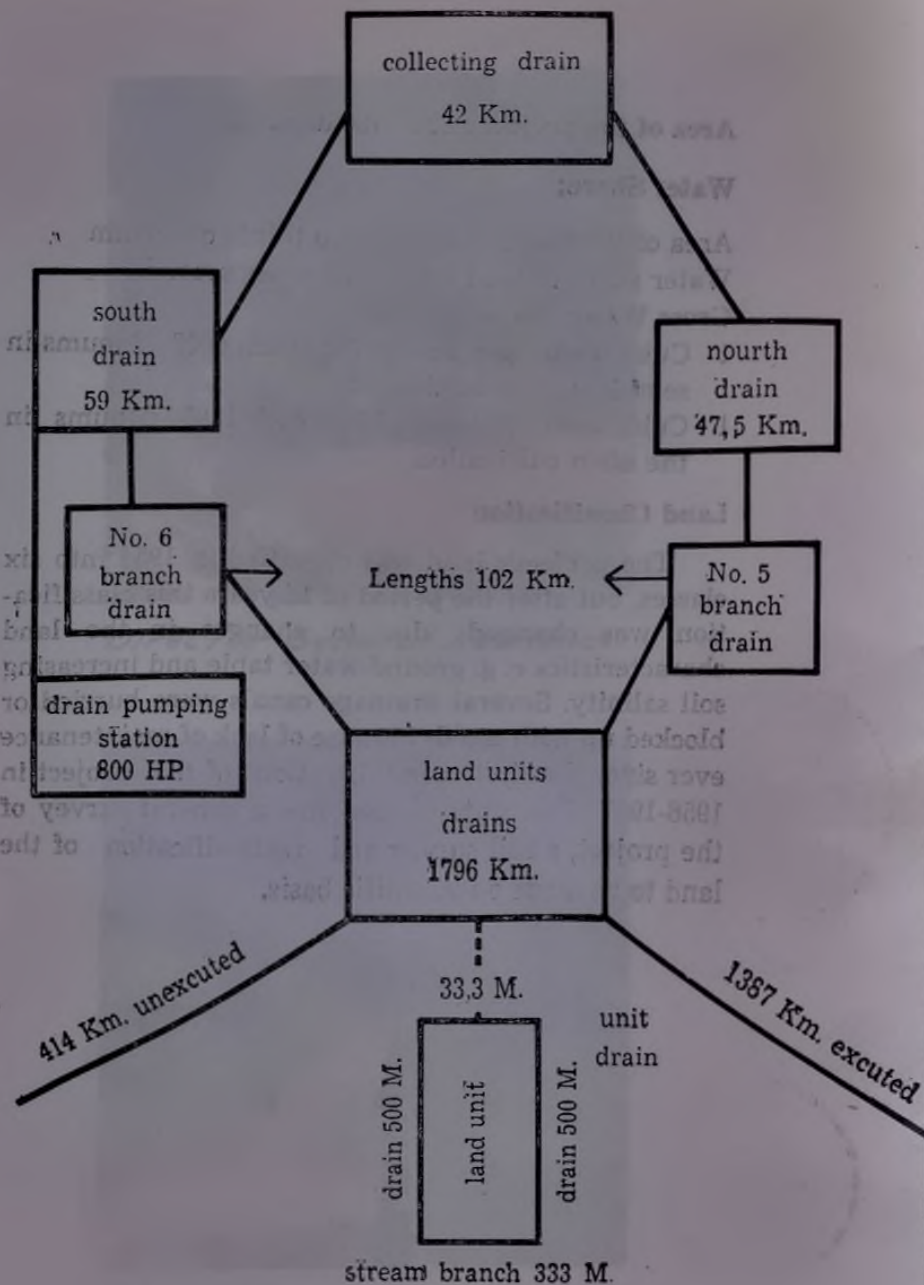 collecting drain
42 Km.
south
drain
59 Km.
nourth
drain
47,5 Km.
No. 6
branch
drain
Lengths 102 Km.
No. 5
branch
drain
drain pumping
station
800 HP
land units
drains
1796 Km.
414 Km. unexcuted
1387 Km. excuted
33,3 M.
unit
drain
drain 500 M.
land unit
drain 500 M.
stream branch 333 M.